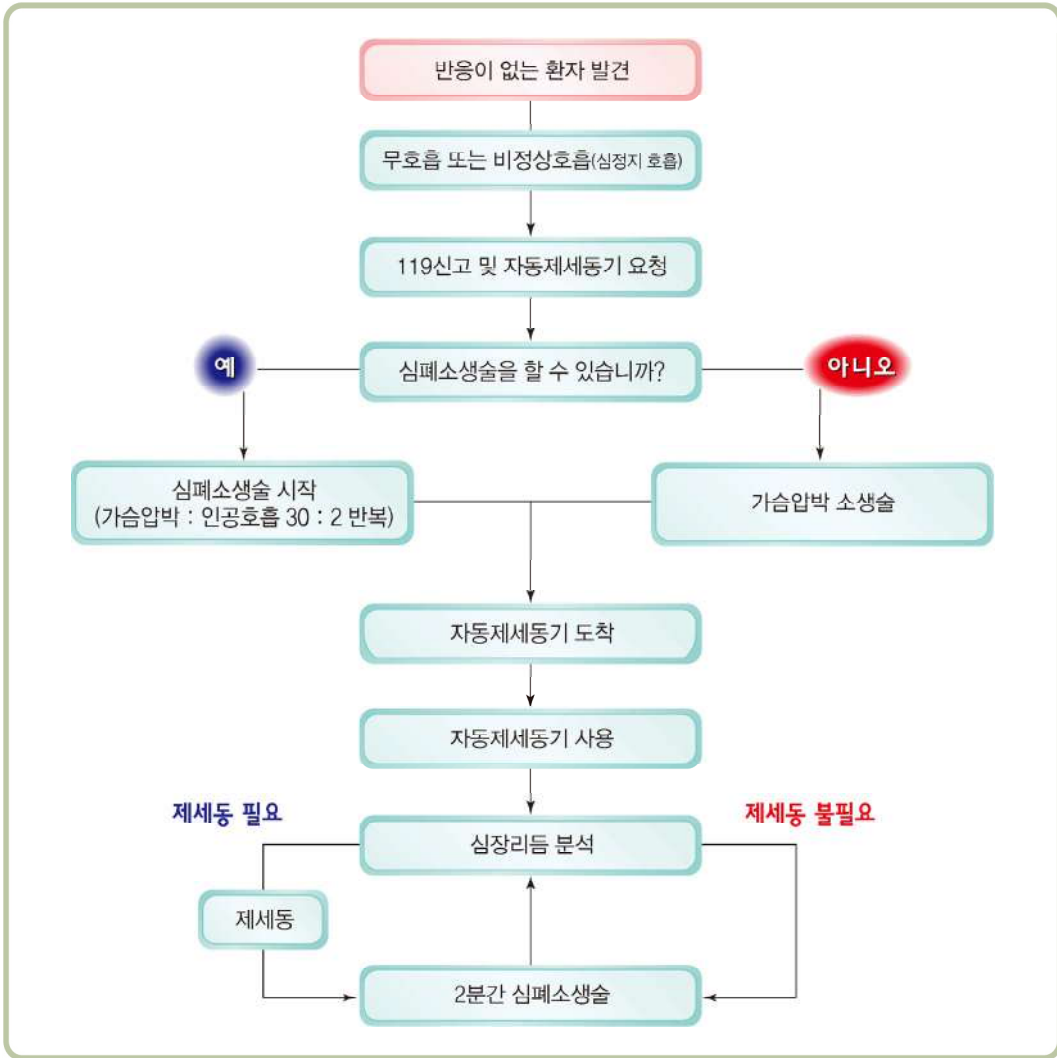 반응이 없는 환자 발견
무호흡 또는 비정상호흡(심정지 호흡)
119신고 및 자동제세동기 요청
예
심폐소생술을 할 수 있습니까?
아니오
심폐소생술 시작
(가슴압박 : 인공호흡 30 : 2 반복)
가슴압박 소생술
자동제세동기 도착
자동제세동기 사용
제세동 필요
제세동 불필요
심장리듬 분석
제세동
2분간 심폐소생술